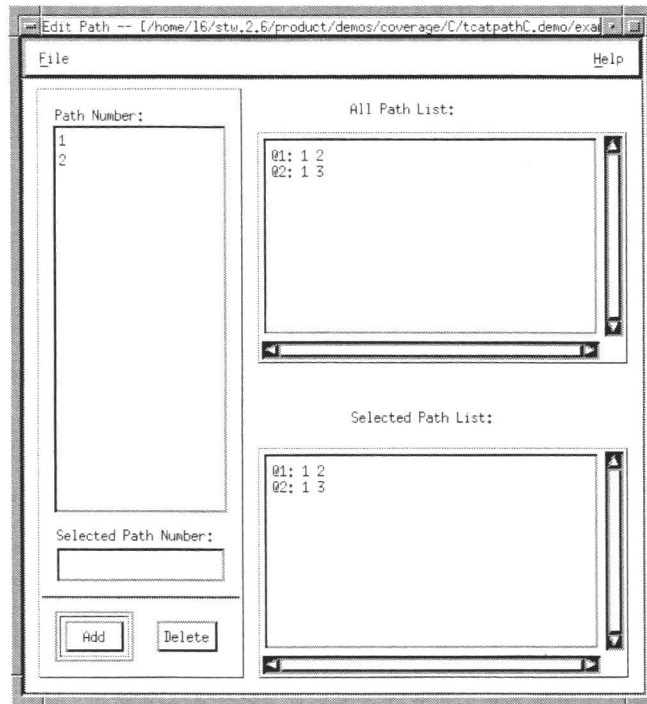 Edit Path -- [/home/16/stw.2.6/product/demos/coverage/C/tcatpathC.demo/exa
File Help
Path Number:
1
2
Selected Path Number:
Add Delete
All Path List:
@1: 1 2
@2: 1 3
Selected Path List:
@1: 1 2
@2: 1 3